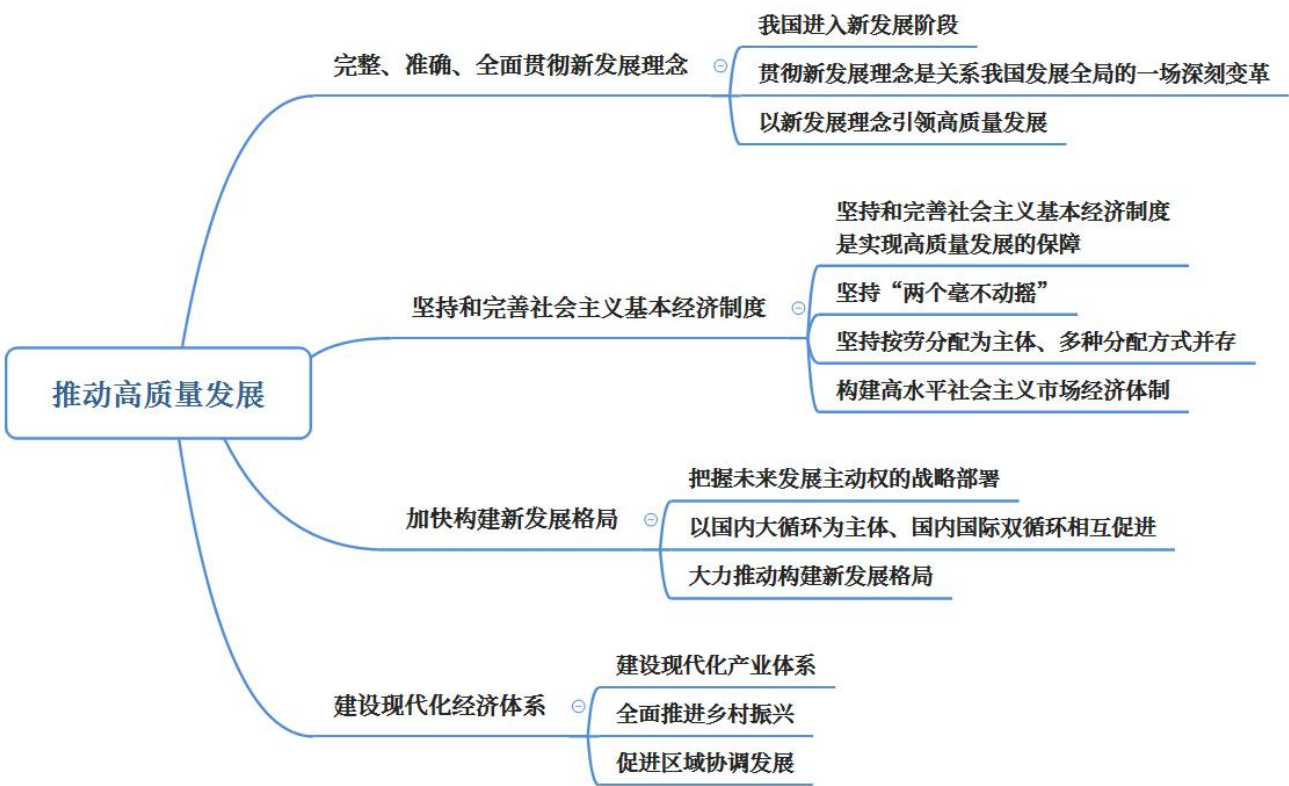 推动高质量发展
完整、准确、全面贯彻新发展理念
我国进入新发展阶段
贯彻新发展理念是关系我国发展全局的一场深刻变革
以新发展理念引领高质量发展
坚持和完善社会主义基本经济制度
坚持和完善社会主义基本经济制度
是实现高质量发展的保障
坚持“两个毫不动摇”
坚持按劳分配为主体、多种分配方式并存
构建高水平社会主义市场经济体制
加快构建新发展格局
把握未来发展主动权的战略部署
以国内大循环为主体、国内国际双循环相互促进
大力推动构建新发展格局
建设现代化经济体系
建设现代化产业体系
全面推进乡村振兴
促进区域协调发展